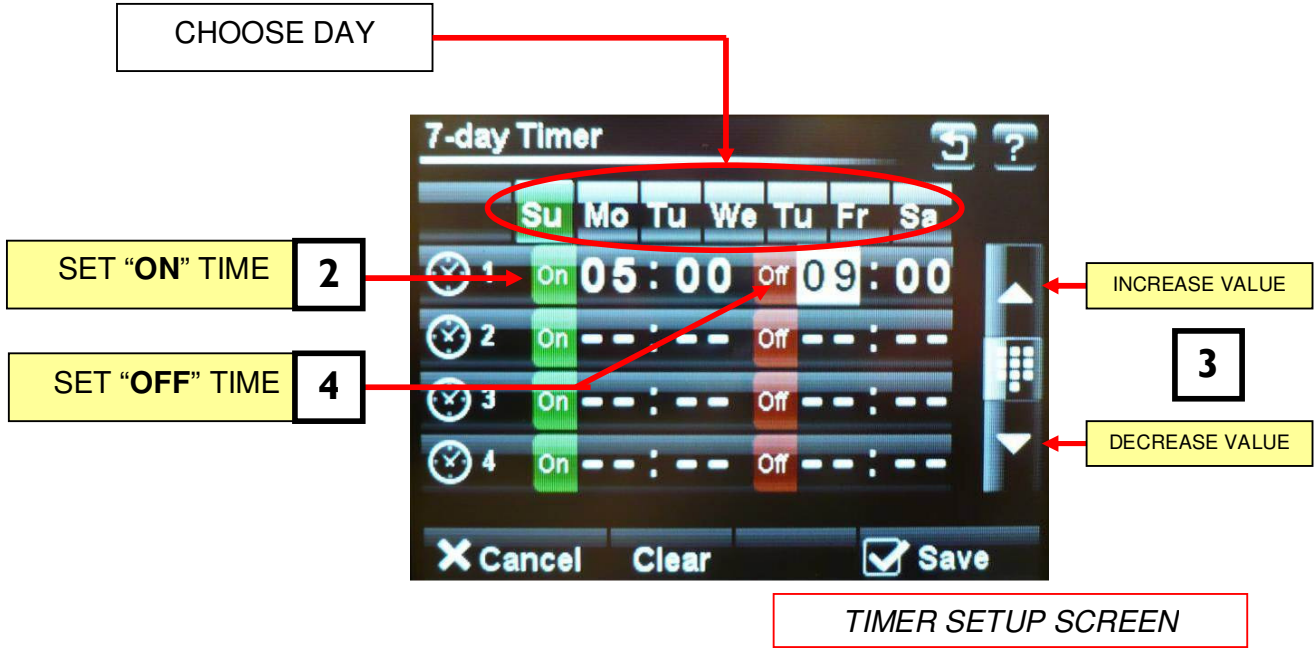 CHOOSE DAY
7-day Timer
?
Su Mo Tu We Tu Fr Sa
SET “ON” TIME 2
1 On 05:00 Off 09:00
INCREASE VALUE
2 On --:-- Off --:--
3
SET “OFF” TIME 4
3 On --:-- Off --:--
DECREASE VALUE
4 On --:-- Off --:--
Cancel Clear Save
TIMER SETUP SCREEN